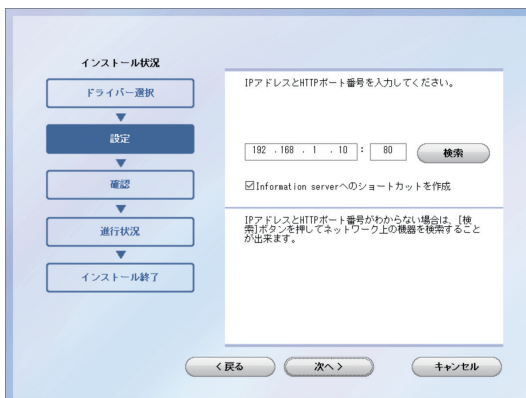 インストール状況
ドライバー選択
設定
確認
進行状況
インストール終了
IPアドレスとHTTPポート番号を入力してください。
192 .168 . 1 . 10 : 80 検索
☑Information serverへのショートカットを作成
IPアドレスとHTTPポート番号がわからない場合は、[検
索]ボタンを押してネットワーク上の機器を検索すること
が出来ます。
< 戻る 次へ > キャンセル